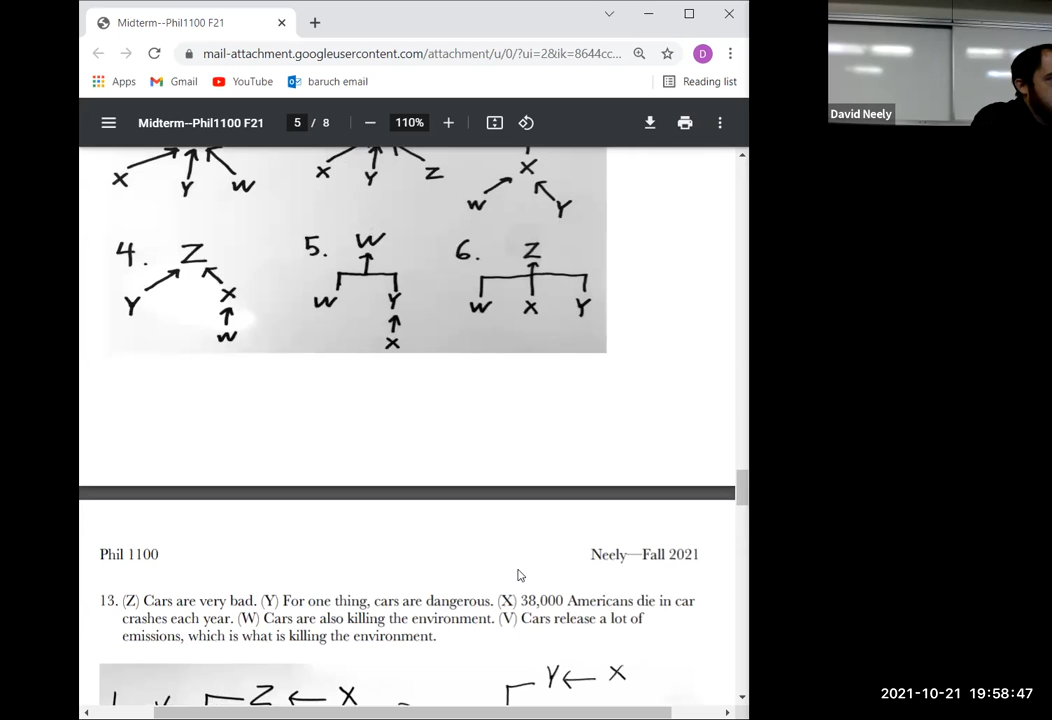 Midterm--Phil1100 F21
mail-attachment.googleusercontent.com/attachment/u/0/?ui=2&ik=8644cc...
D
Apps
Gmail
YouTube
baruch email
Reading list
Midterm--Phil1100 F21
5 / 8
110%
David Neely
X Y W
X Y Z
X
W Y
4. Z
Y X
W
5. W
W Y
X
6. Z
W X Y
Phil 1100
Neely—Fall 2021
13. (Z) Cars are very bad. (Y) For one thing, cars are dangerous. (X) 38,000 Americans die in car
crashes each year. (W) Cars are also killing the environment. (V) Cars release a lot of
emissions, which is what is killing the environment.
Z X
Y X
2021-10-21 19:58:47